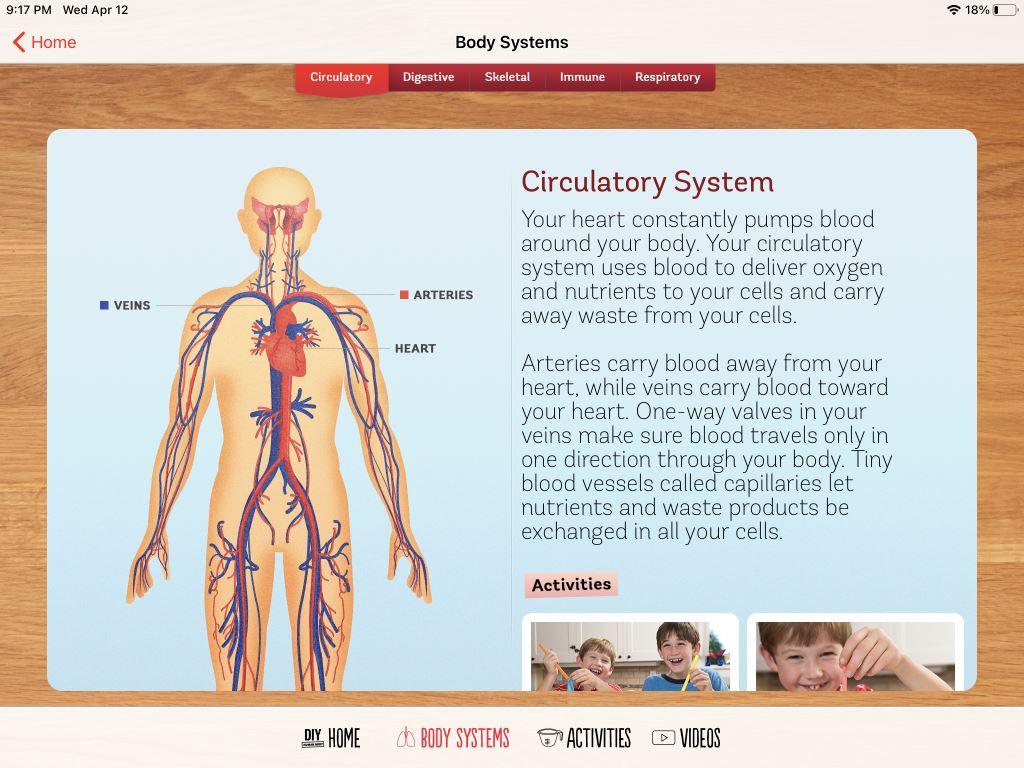 9:17 PM Wed Apr 12
18%
Home
Body Systems
Circulatory Digestive Skeletal Immune Respiratory
VEINS
ARTERIES
HEART
Circulatory System
Your heart constantly pumps blood
around your body. Your circulatory
system uses blood to deliver oxygen
and nutrients to your cells and carry
away waste from your cells.
Arteries carry blood away from your
heart, while veins carry blood toward
your heart. One-way valves in your
veins make sure blood travels only in
one direction through your body. Tiny
blood vessels called capillaries let
nutrients and waste products be
exchanged in all your cells.
Activities
DIY HOME BODY SYSTEMS ACTIVITIES VIDEOS